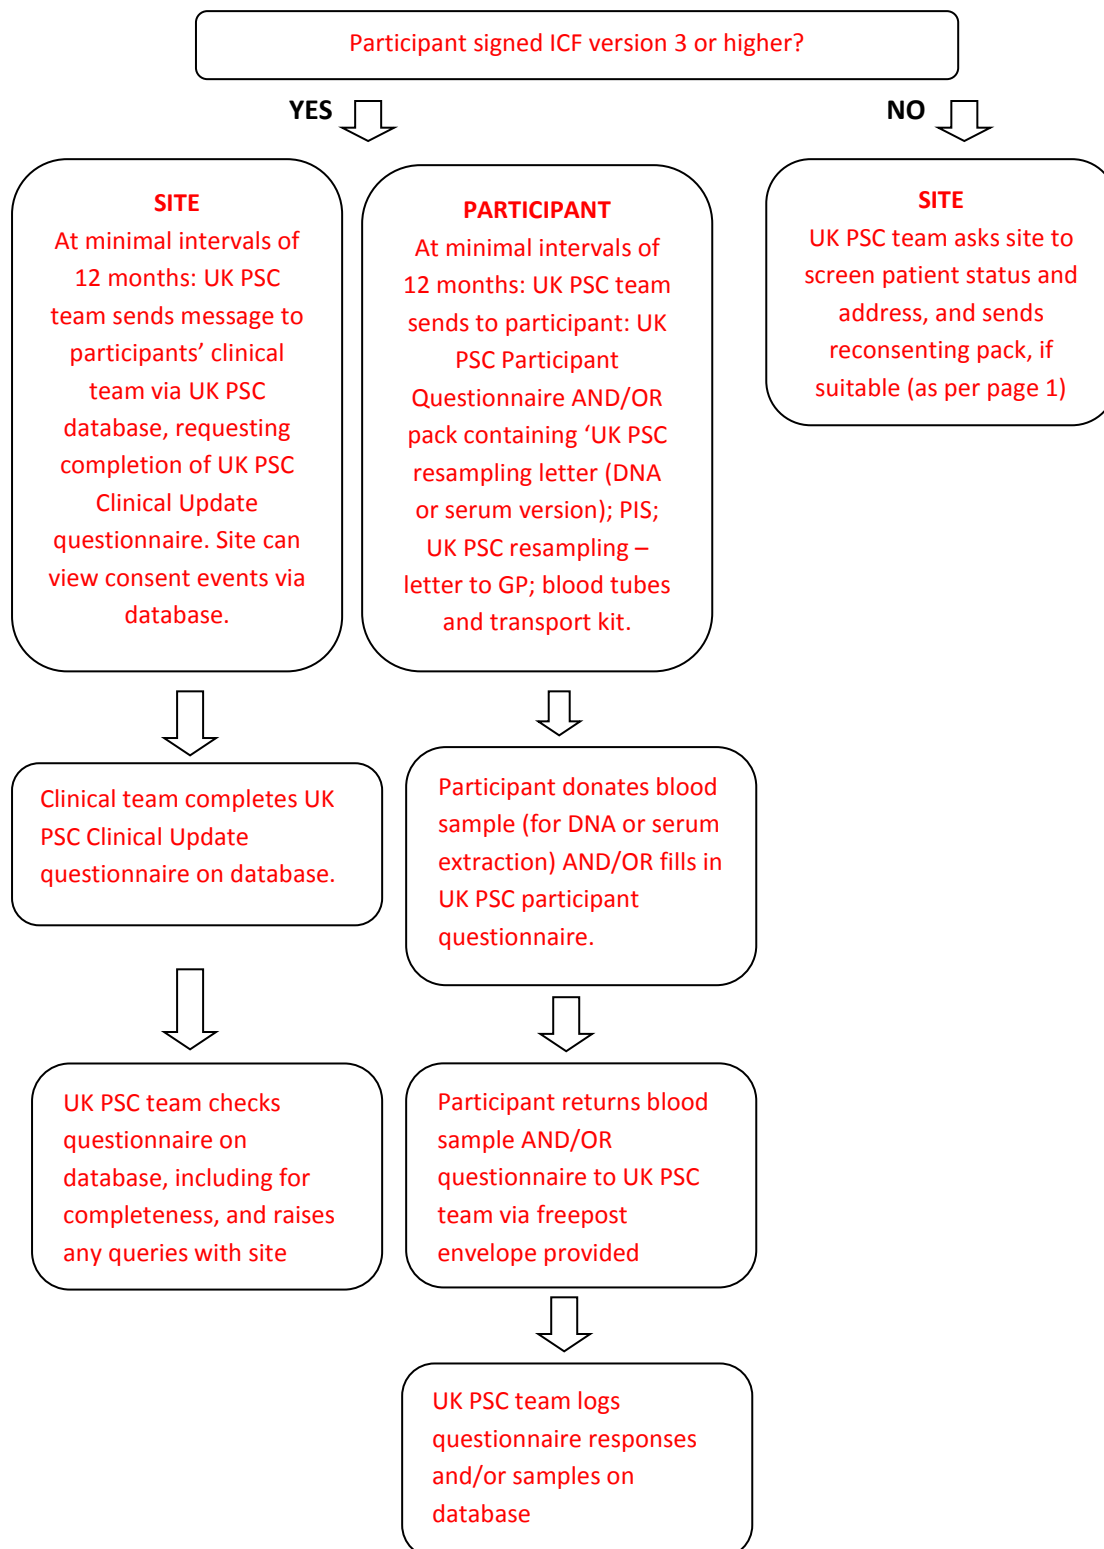 Participant signed ICF version 3 or higher?
YES
NO
SITE
At minimal intervals of
12 months: UK PSC
team sends message to
participants’ clinical
team via UK PSC
database, requesting
completion of UK PSC
Clinical Update
questionnaire. Site can
view consent events via
database.
PARTICIPANT
At minimal intervals of
12 months: UK PSC team
sends to participant: UK
PSC Participant
Questionnaire AND/OR
pack containing ‘UK PSC
resampling letter (DNA
or serum version); PIS;
UK PSC resampling –
letter to GP; blood tubes
and transport kit.
SITE
UK PSC team asks site to
screen patient status and
address, and sends
reconsenting pack, if
suitable (as per page 1)
Clinical team completes UK
PSC Clinical Update
questionnaire on database.
Participant donates blood
sample (for DNA or serum
extraction) AND/OR fills in
UK PSC participant
questionnaire.
UK PSC team checks
questionnaire on
database, including for
completeness, and raises
any queries with site
Participant returns blood
sample AND/OR
questionnaire to UK PSC
team via freepost
envelope provided
UK PSC team logs
questionnaire responses
and/or samples on
database